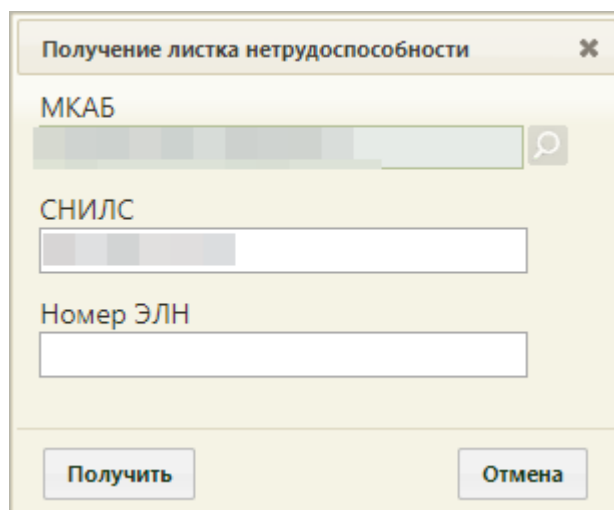 Получение листка нетрудоспособности
МКАБ
СНИЛС
Номер ЭЛН
Получить
Отмена